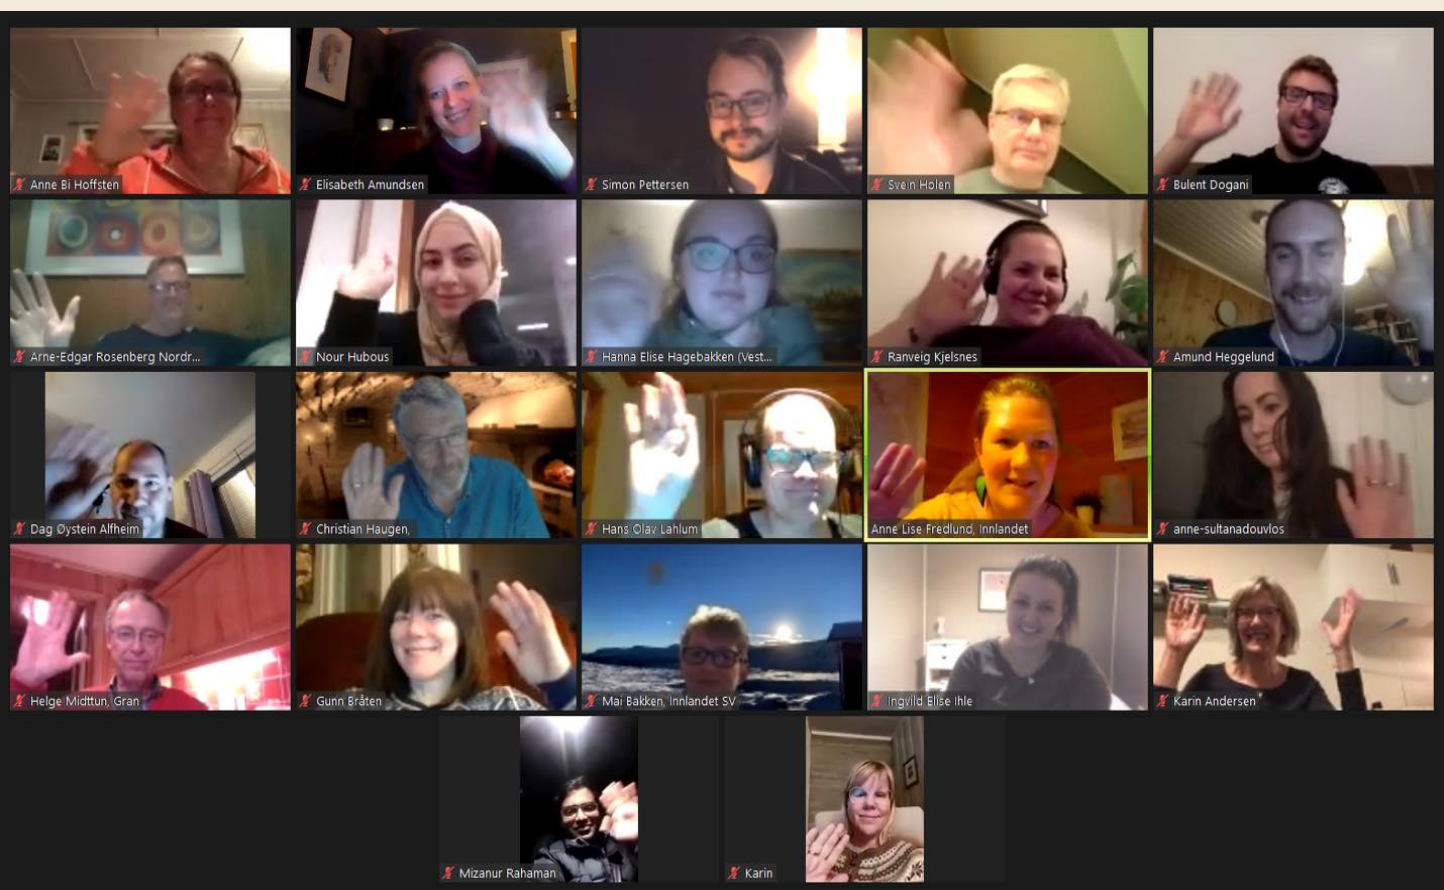 Anne Bi Hoffsten
Elisabeth Amundsen
Simon Pettersen
Svein Holen
Bulent Dogani
Arne-Edgar Rosenberg Nordr...
Nour Hubous
Hanna Elise Hagebakken (Vest...
Ranveig Kjelsnes
Amund Heggelund
Dag Øystein Alfheim
Christian Haugen,
Hans Olav Lahlum
Anne Lise Fredlund, Innlandet
anne-sultanadouvlos
Helge Midttun, Gran
Gunn Bråten
Mai Bakken, Innlandet SV
Ingvild Elise Ihle
Karin Andersen
Mizanur Rahaman
Karin